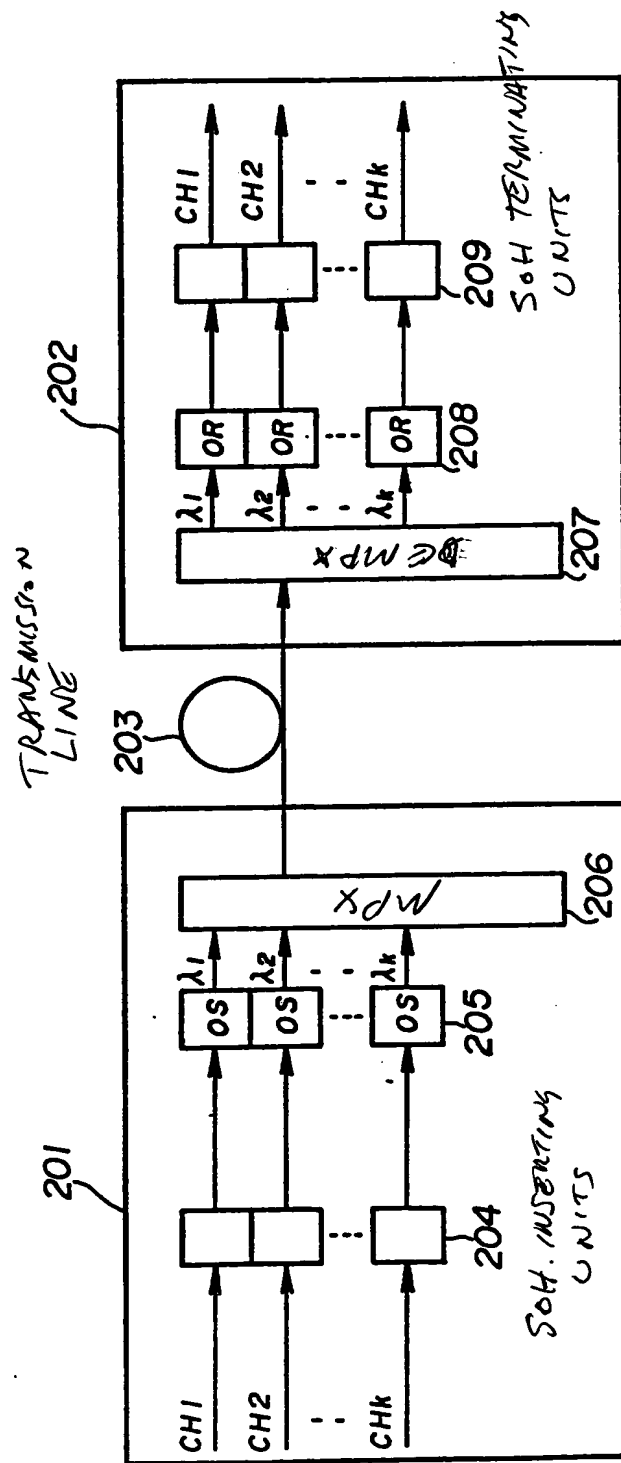 201
CH1
CH2
CHk
204
SOH. INSERTING
UNITS
OS
OS
OS
205
λ1
λ2
λk
MPX
206
TRANSMISSION
LINE
203
202
DEMPX
207
λ1
λ2
λk
OR
OR
OR
208
209
CH1
CH2
CHk
SOH TERMINATING
UNITS